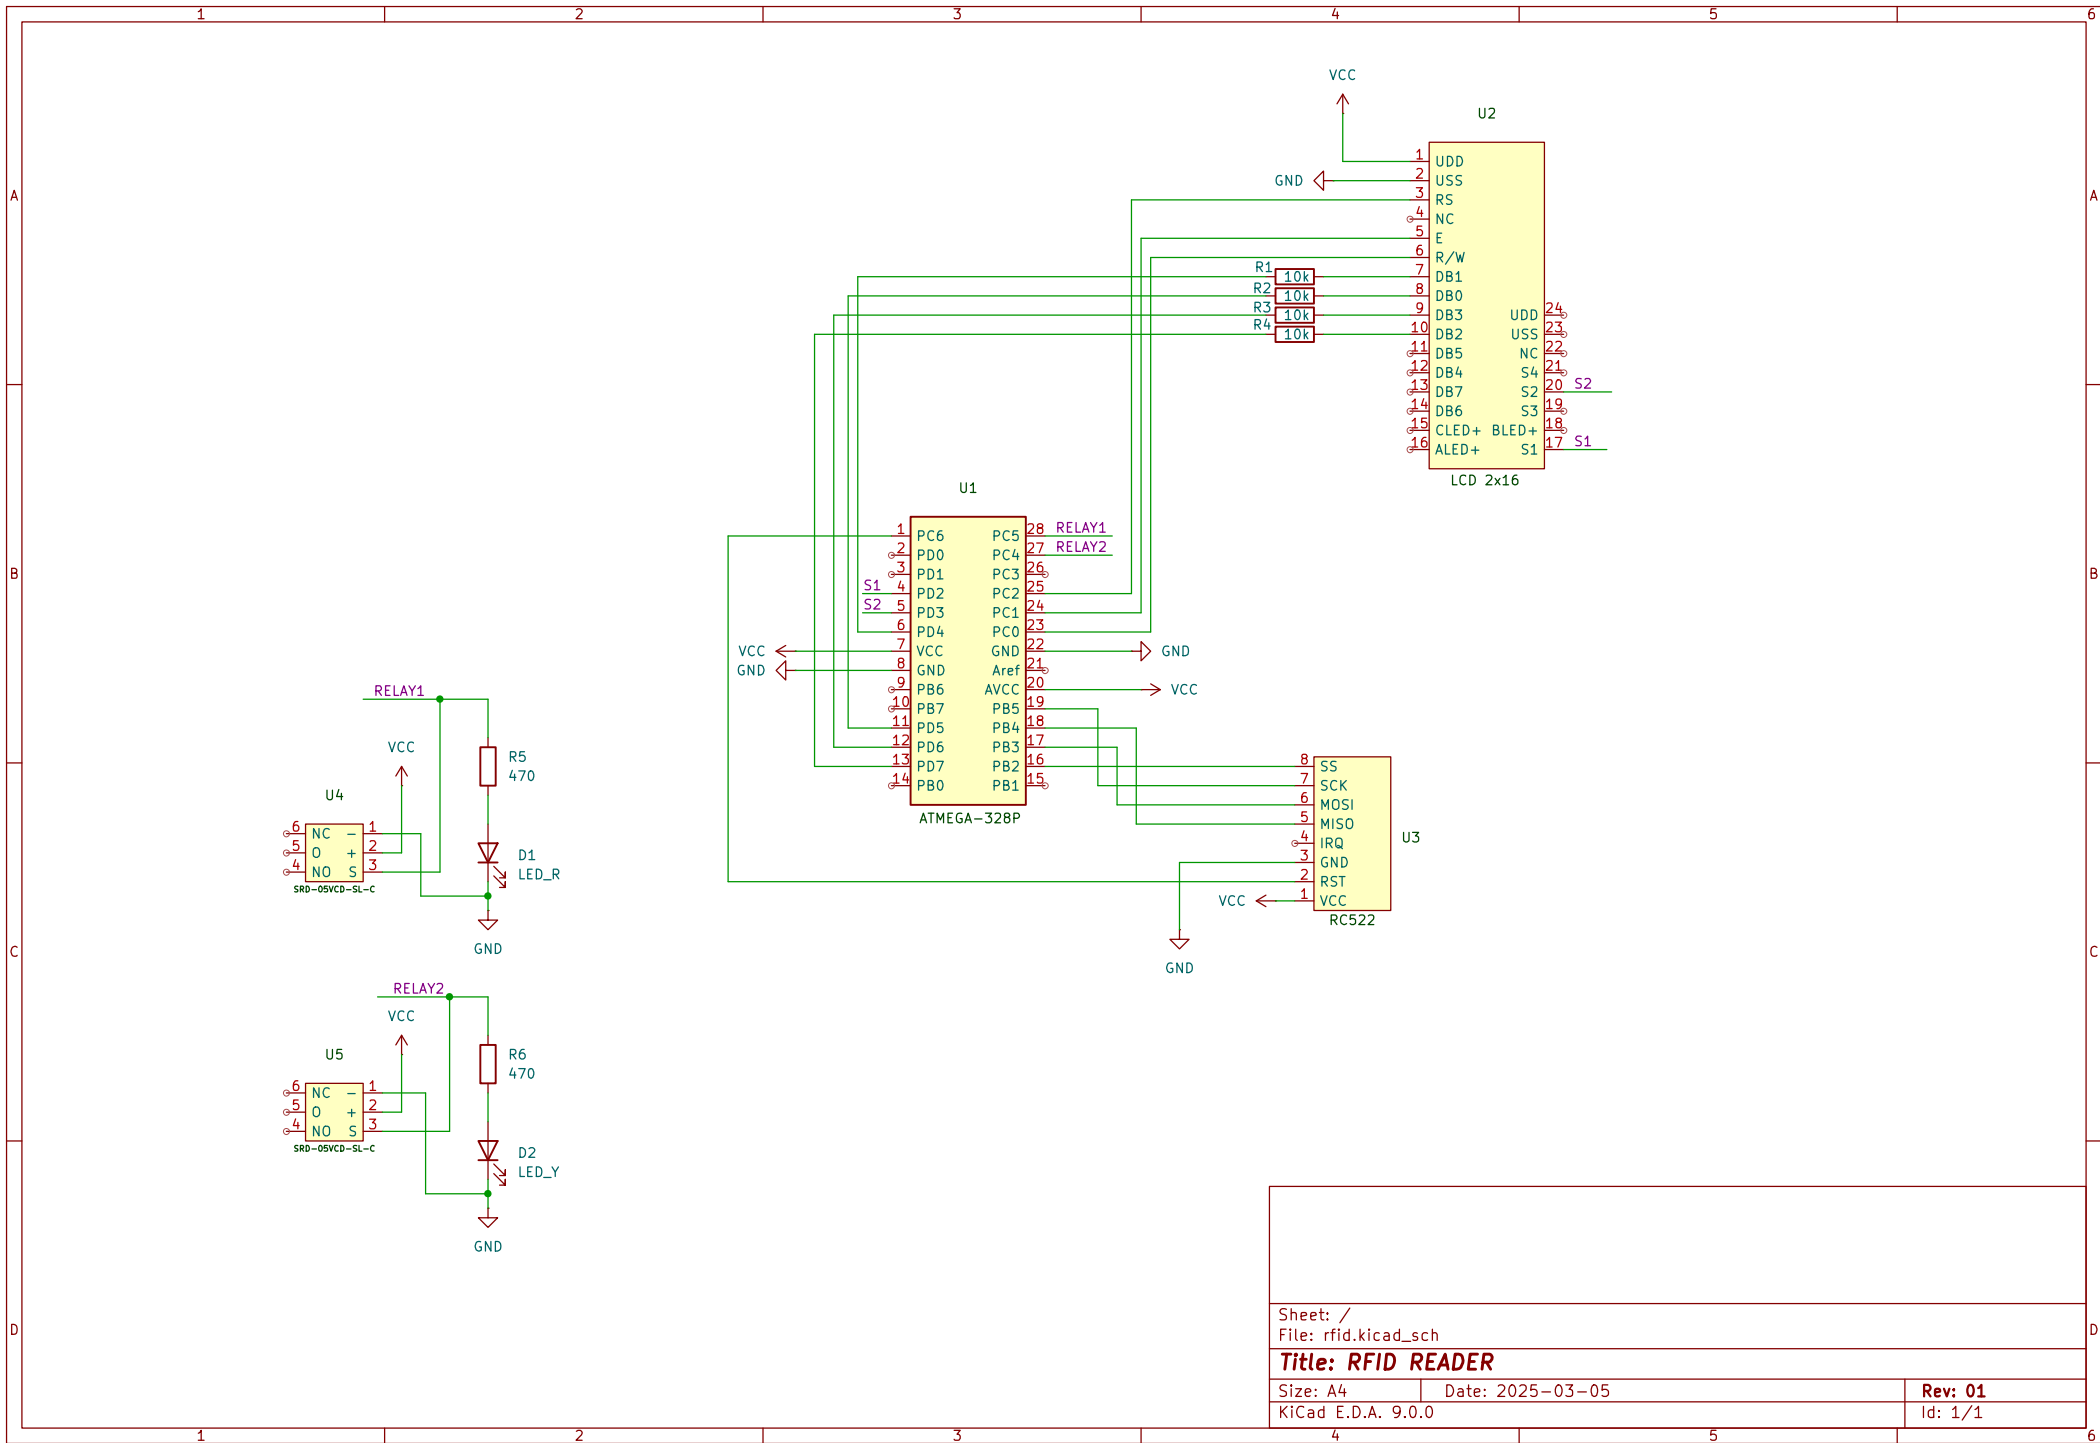 1 2 3 4 5 6
A
B
C
D
A
B
C
D
1 2 3 4 5 6
VCC
U2
GND
1 UDD
2 USS
3 RS
4 NC
5 E
6 R/W
7 DB1
8 DB0
9 DB3
10 DB2
11 DB5
12 DB4
13 DB7
14 DB6
15 CLED+
16 ALED+
UDD 24
USS 23
NC 22
S4 21
S2 20 S2
S3 19
BLED+ 18
S1 17 S1
LCD 2x16
R1 10k
R2 10k
R3 10k
R4 10k
U1
1 PC6
2 PD0
3 PD1
S1 4 PD2
S2 5 PD3
6 PD4
VCC 7 VCC
GND 8 GND
9 PB6
10 PB7
11 PD5
12 PD6
13 PD7
14 PB0
PC5 28 RELAY1
PC4 27 RELAY2
PC3 26
PC2 25
PC1 24
PC0 23
GND 22 GND
Aref 21
AVCC 20 VCC
PB5 19
PB4 18
PB3 17
PB2 16
PB1 15
ATMEGA-328P
8 SS
7 SCK
6 MOSI
5 MISO
4 IRQ
3 GND
2 RST
VCC 1 VCC
U3
RC522
GND
RELAY1
VCC
R5
470
U4
6 NC - 1
5 O + 2
4 NO S 3
SRD-05VCD-SL-C
D1
LED_R
GND
RELAY2
VCC
R6
470
U5
6 NC - 1
5 O + 2
4 NO S 3
SRD-05VCD-SL-C
D2
LED_Y
GND
Sheet: /
File: rfid.kicad_sch
Title: RFID READER
Size: A4 Date: 2025-03-05 Rev: 01
KiCad E.D.A. 9.0.0 Id: 1/1